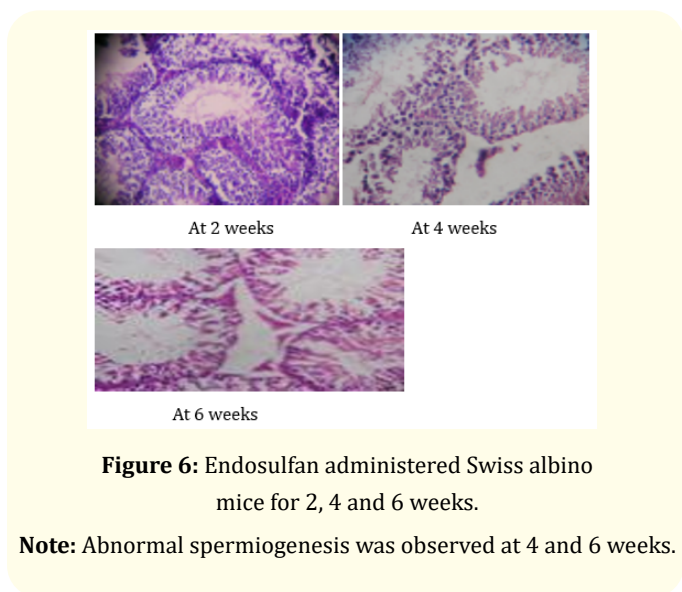 At 2 weeks
At 4 weeks
At 6 weeks
Figure 6: Endosulfan administered Swiss albino
mice for 2, 4 and 6 weeks.
Note: Abnormal spermiogenesis was observed at 4 and 6 weeks.